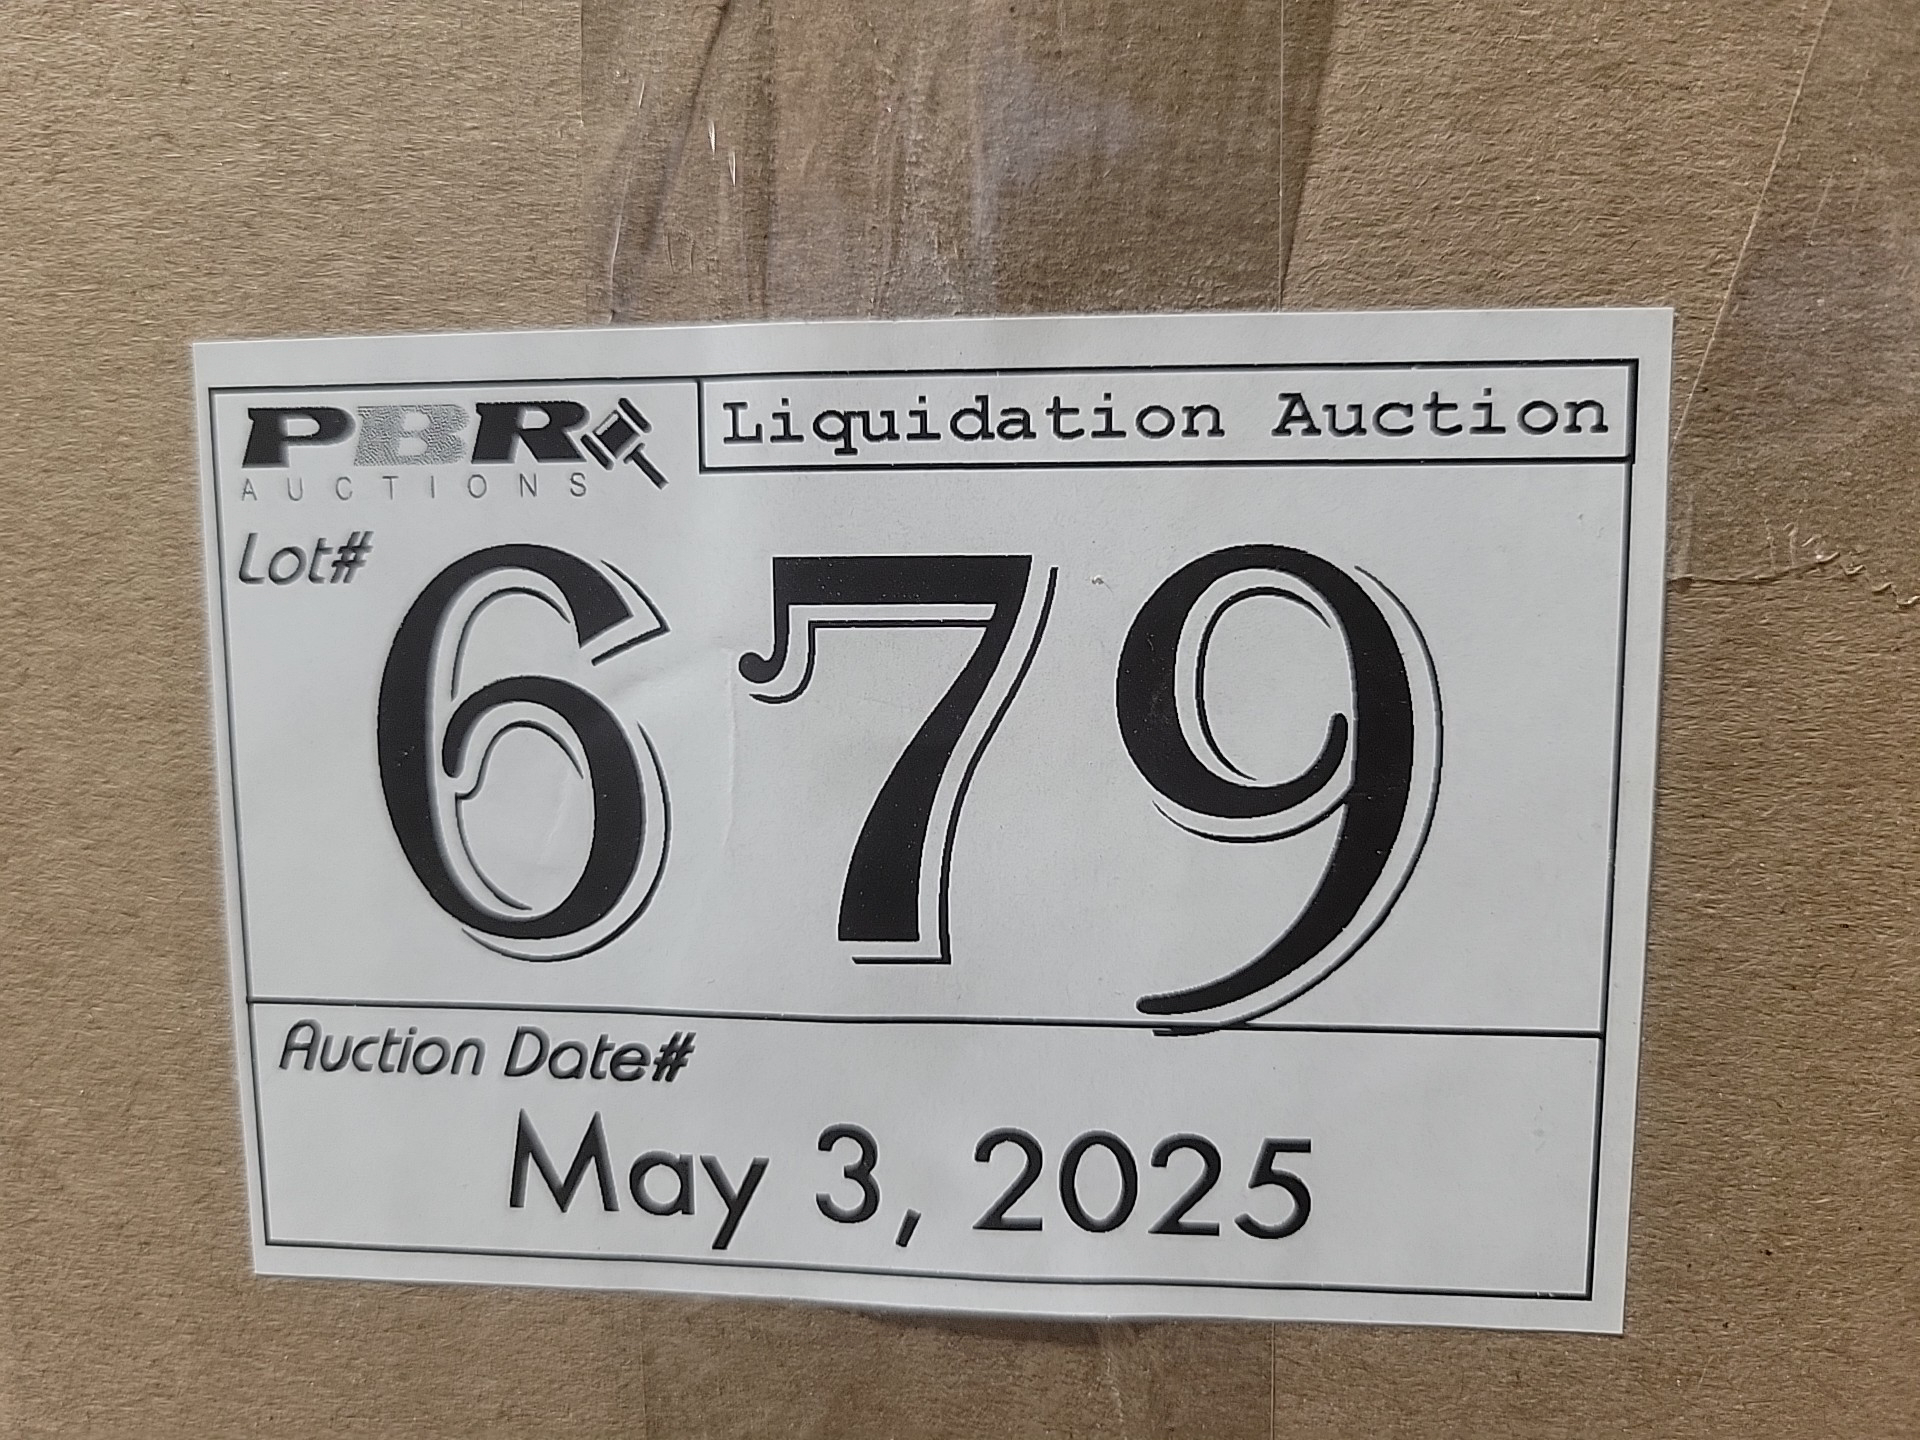 PBR
AUCTIONS
Liquidation Auction
Lot#
679
Auction Date#
May 3, 2025